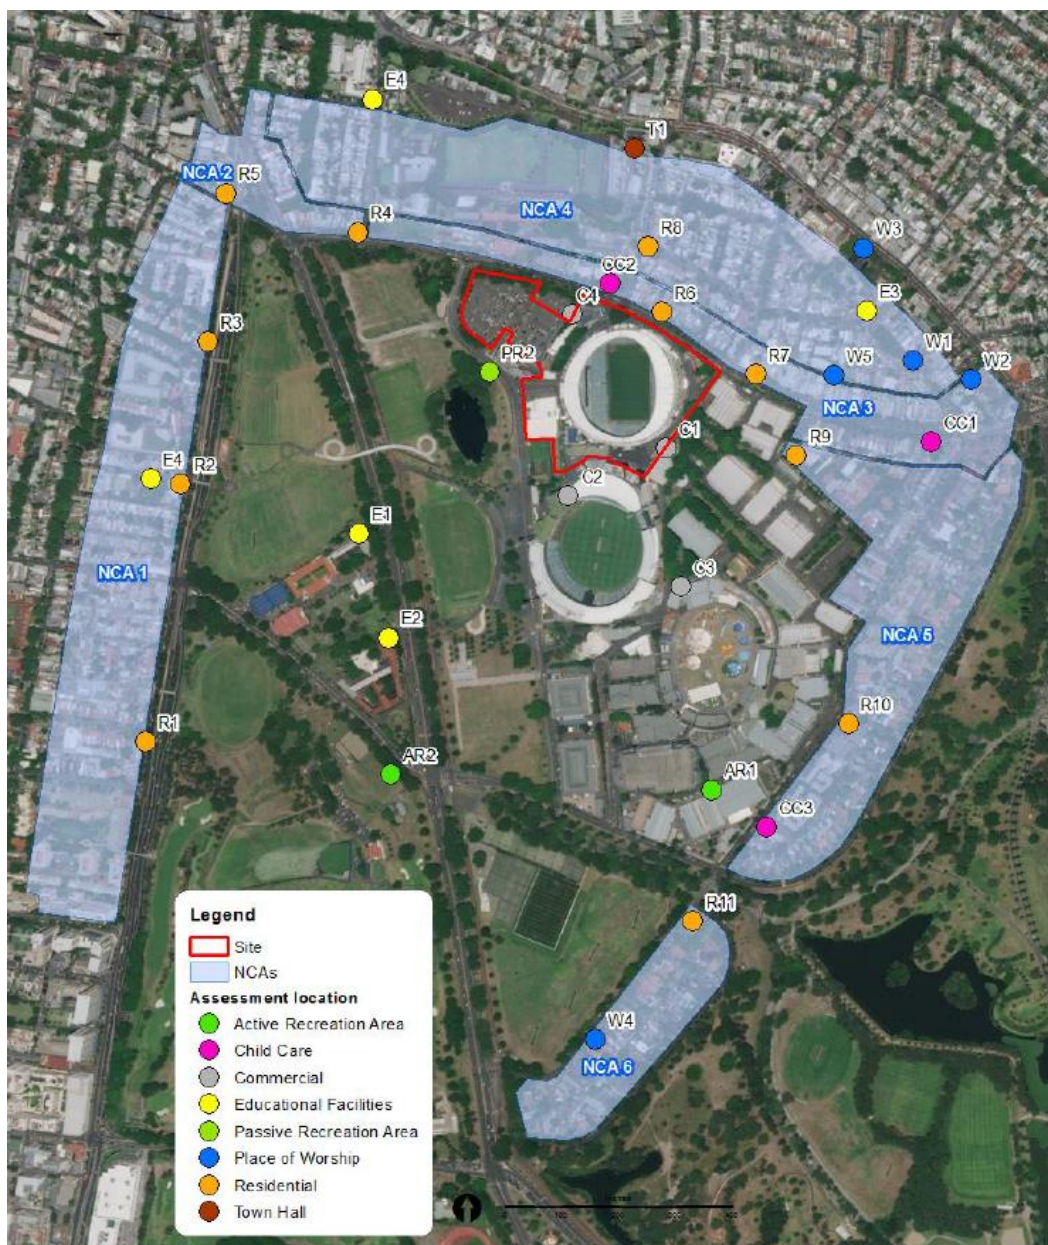 E4
T1
NCA 2
R5
NCA 4
R4
R8
W3
CC2
C4
R6
E3
R3
PR2
R7
W5
W1
W2
NCA 3
CC1
C1
R9
E4
R2
C2
E1
NCA 1
C3
E2
NCA 5
R1
R10
AR2
AR1
CC3
R11
W4
NCA 6
Legend
Site
NCAs
Assessment location
Active Recreation Area
Child Care
Commercial
Educational Facilities
Passive Recreation Area
Place of Worship
Residential
Town Hall